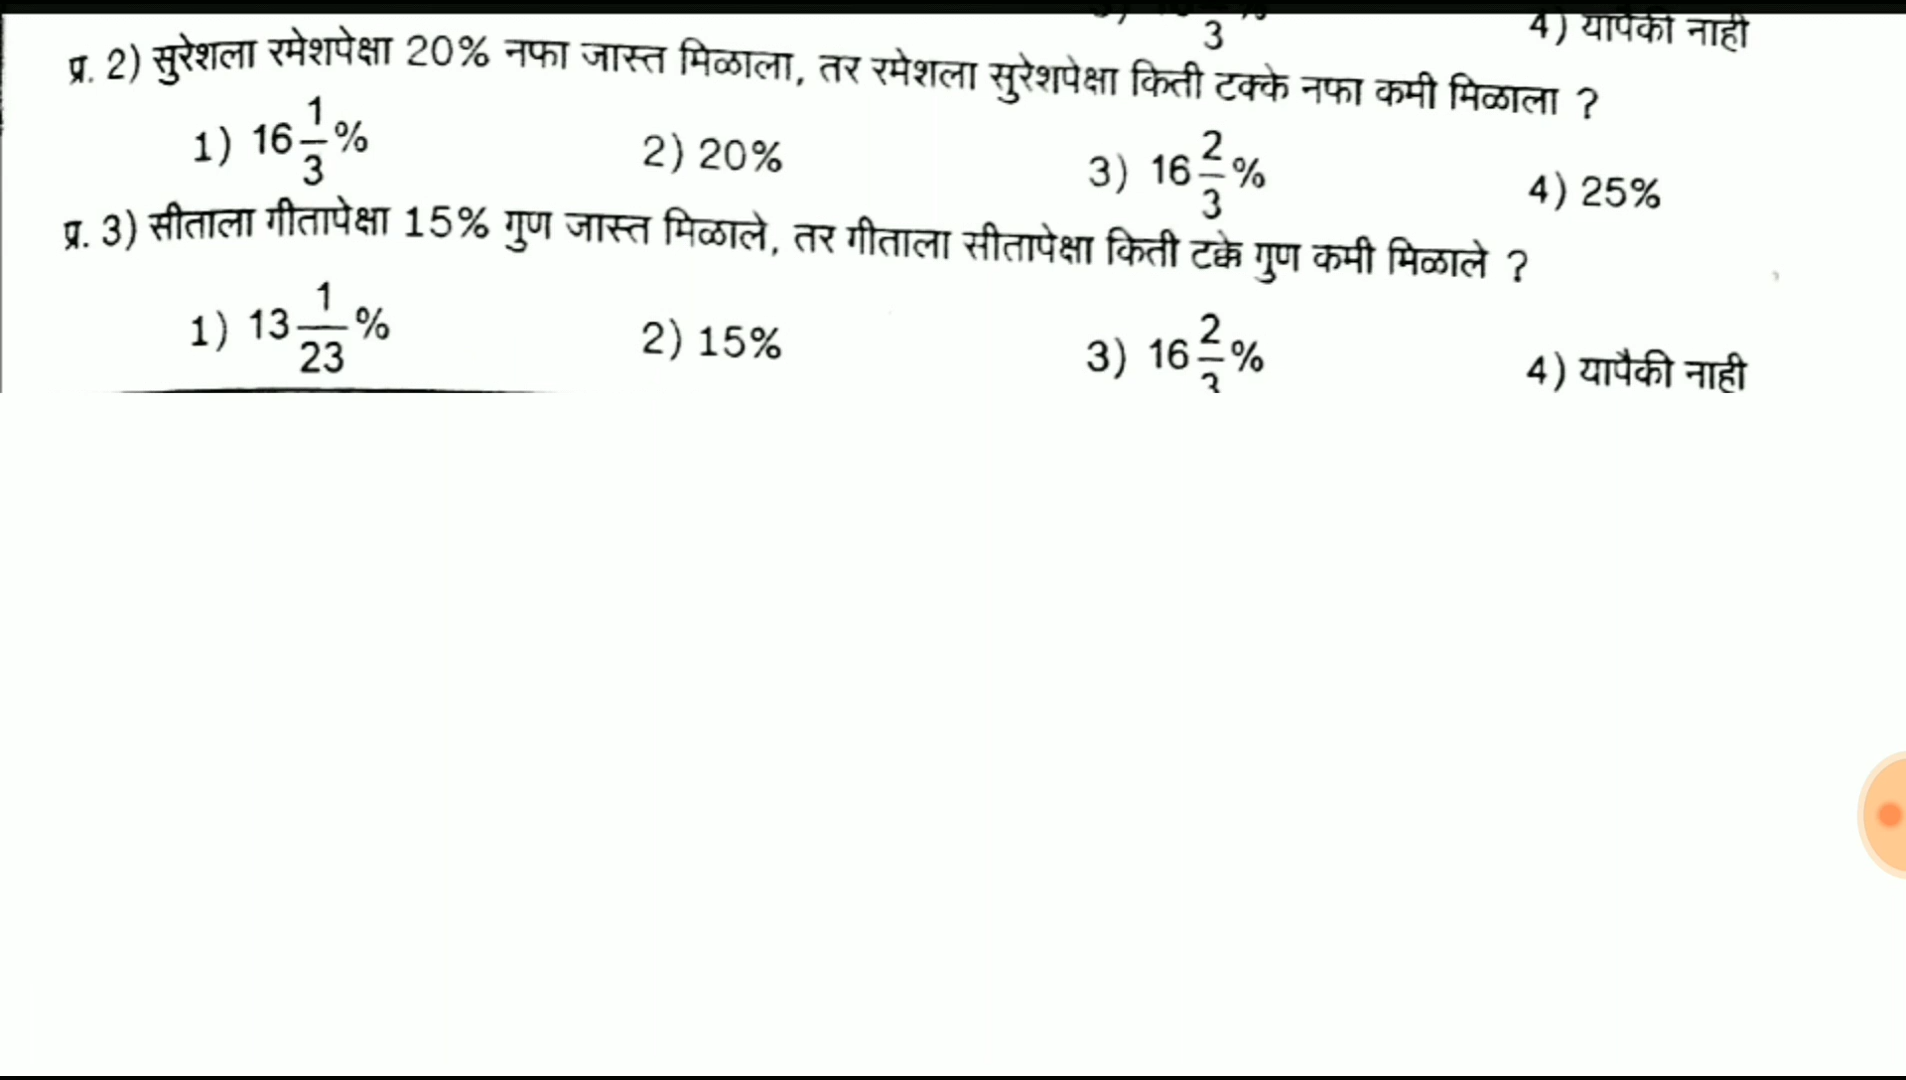 3
4) यापैकी नाही
प्र. 2) सुरेशला रमेशपेक्षा 20% नफा जास्त मिळाला, तर रमेशला सुरेशपेक्षा किती टक्के नफा कमी मिळाला ?
1) 16 1/3 % 2) 20% 3) 16 2/3 % 4) 25%
प्र. 3) सीताला गीतापेक्षा 15% गुण जास्त मिळाले, तर गीताला सीतापेक्षा किती टक्के गुण कमी मिळाले ?
1) 13 1/23 % 2) 15% 3) 16 2/3 % 4) यापैकी नाही